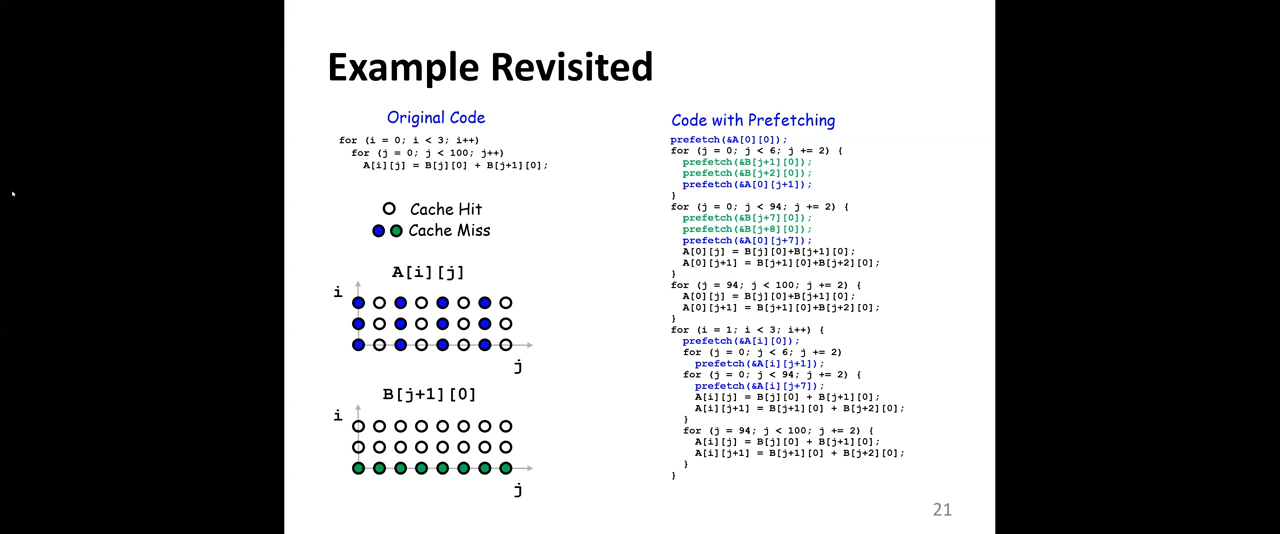 Example Revisited
Original Code
for (i = 0; i < 3; i++)
for (j = 0; j < 100; j++)
A[i][j] = B[j][0] + B[j+1][0];
Cache Hit
Cache Miss
A[i][j]
i
j
B[j+1][0]
i
j
Code with Prefetching
prefetch(&A[0][0]);
for (j = 0; j < 6; j += 2) {
prefetch(&B[j+1][0]);
prefetch(&B[j+2][0]);
prefetch(&A[0][j+1]);
}
for (j = 0; j < 94; j += 2) {
prefetch(&B[j+7][0]);
prefetch(&B[j+8][0]);
prefetch(&A[0][j+7]);
A[0][j] = B[j][0]+B[j+1][0];
A[0][j+1] = B[j+1][0]+B[j+2][0];
}
for (j = 94; j < 100; j += 2) {
A[0][j] = B[j][0]+B[j+1][0];
A[0][j+1] = B[j+1][0]+B[j+2][0];
}
for (i = 1; i < 3; i++) {
prefetch(&A[i][0]);
for (j = 0; j < 6; j += 2)
prefetch(&A[i][j+1]);
for (j = 0; j < 94; j += 2) {
prefetch(&A[i][j+7]);
A[i][j] = B[j][0] + B[j+1][0];
A[i][j+1] = B[j+1][0] + B[j+2][0];
}
for (j = 94; j < 100; j += 2) {
A[i][j] = B[j][0] + B[j+1][0];
A[i][j+1] = B[j+1][0] + B[j+2][0];
}
}
21